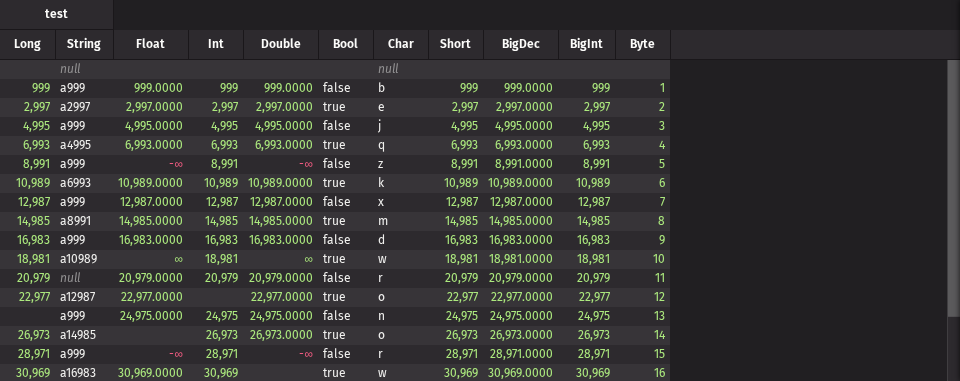 test
Long String Float Int Double Bool Char Short BigDec BigInt Byte
null null
999 a999 999.0000 999 999.0000 false b 999 999.0000 999 1
2,997 a2997 2,997.0000 2,997 2,997.0000 true e 2,997 2,997.0000 2,997 2
4,995 a999 4,995.0000 4,995 4,995.0000 false j 4,995 4,995.0000 4,995 3
6,993 a4995 6,993.0000 6,993 6,993.0000 true q 6,993 6,993.0000 6,993 4
8,991 a999 -∞ 8,991 -∞ false z 8,991 8,991.0000 8,991 5
10,989 a6993 10,989.0000 10,989 10,989.0000 true k 10,989 10,989.0000 10,989 6
12,987 a999 12,987.0000 12,987 12,987.0000 false x 12,987 12,987.0000 12,987 7
14,985 a8991 14,985.0000 14,985 14,985.0000 true m 14,985 14,985.0000 14,985 8
16,983 a999 16,983.0000 16,983 16,983.0000 false d 16,983 16,983.0000 16,983 9
18,981 a10989 ∞ 18,981 ∞ true w 18,981 18,981.0000 18,981 10
20,979 null 20,979.0000 20,979 20,979.0000 false r 20,979 20,979.0000 20,979 11
22,977 a12987 22,977.0000 22,977.0000 true o 22,977 22,977.0000 22,977 12
a999 24,975.0000 24,975 24,975.0000 false n 24,975 24,975.0000 24,975 13
26,973 a14985 26,973 26,973.0000 true o 26,973 26,973.0000 26,973 14
28,971 a999 -∞ 28,971 -∞ false r 28,971 28,971.0000 28,971 15
30,969 a16983 30,969.0000 30,969 true w 30,969 30,969.0000 30,969 16